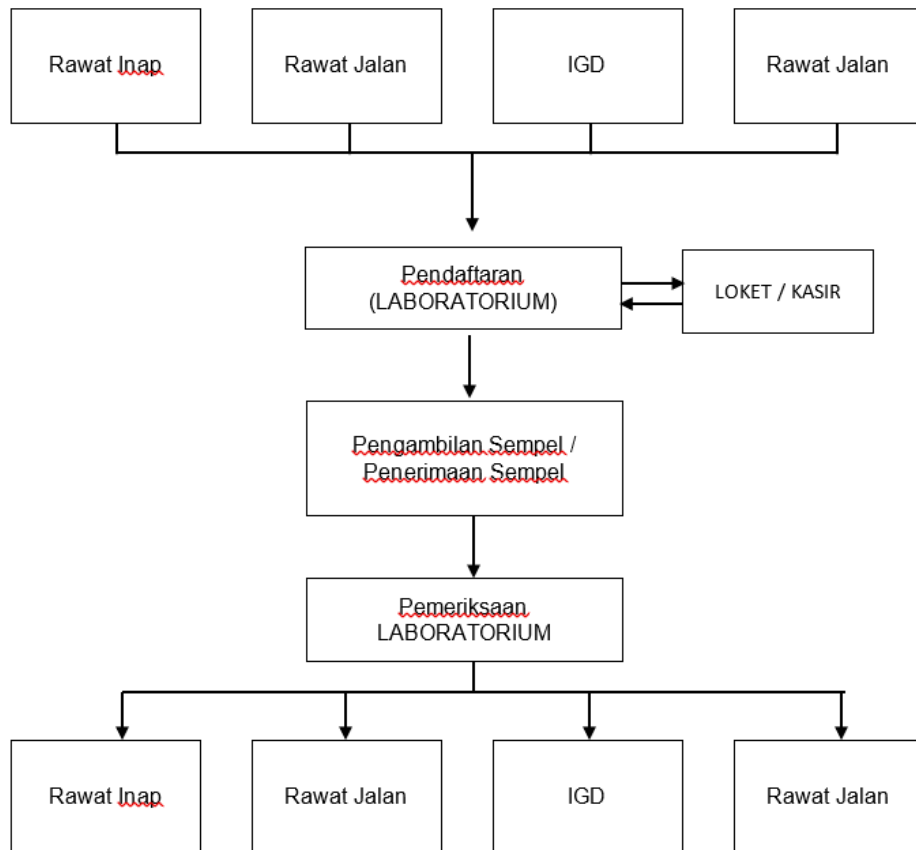 Rawat Inap
Rawat Jalan
IGD
Rawat Jalan
Pendaftaran
(LABORATORIUM)
LOKET / KASIR
Pengambilan Sempel /
Penerimaan Sempel
Pemeriksaan
LABORATORIUM
Rawat Inap
Rawat Jalan
IGD
Rawat Jalan